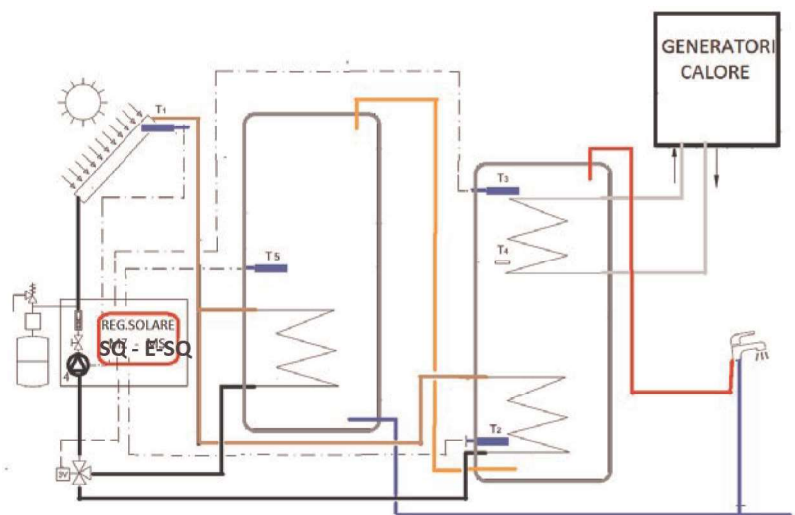 GENERATORI
CALORE
T1
T3
T4
T5
REG.SOLARE
SQ - E-SQ
4
T2
3V